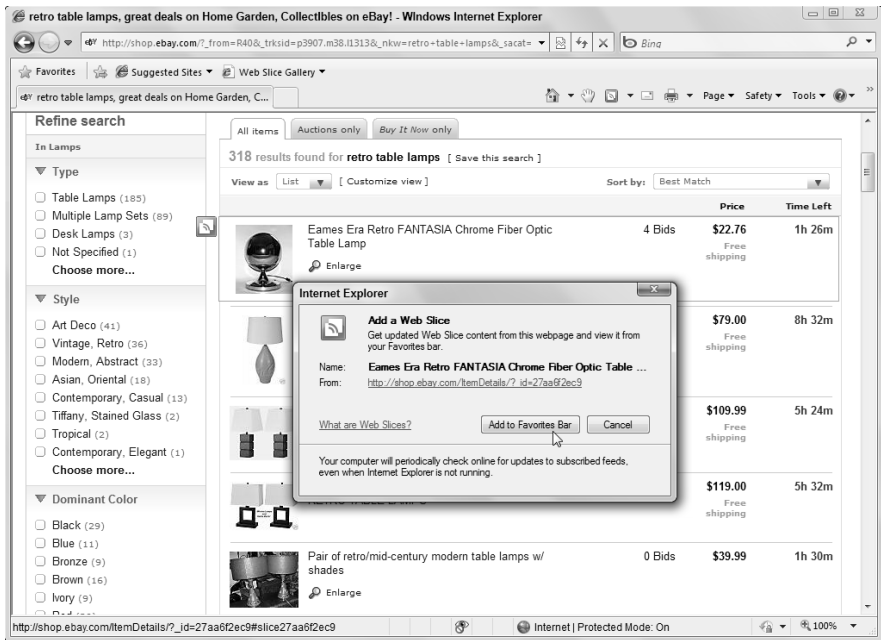 retro table lamps, great deals on Home Garden, CollectIbles on eBay! - WIndows Internet Explorer
http://shop.ebay.com/?_from=R40&_trksid=p3907.m38.l1313&_nkw=retro+table+lamps&_sacat=
Bing
Favorites
Suggested Sites
Web Slice Gallery
retro table lamps, great deals on Home Garden, C...
Page
Safety
Tools
Refine search
In Lamps
Type
Table Lamps (185)
Multiple Lamp Sets (89)
Desk Lamps (3)
Not Specified (1)
Choose more...
Style
Art Deco (41)
Vintage, Retro (36)
Modern, Abstract (33)
Asian, Oriental (18)
Contemporary, Casual (13)
Tiffany, Stained Glass (2)
Tropical (2)
Contemporary, Elegant (1)
Choose more...
Dominant Color
Black (29)
Blue (11)
Bronze (9)
Brown (16)
Ivory (9)
All items
Auctions only
Buy It Now only
318 results found for retro table lamps [ Save this search ]
View as List [ Customize view ]
Sort by: Best Match
Price Time Left
Eames Era Retro FANTASIA Chrome Fiber Optic
Table Lamp
Enlarge
4 Bids $22.76 1h 26m
Free
shipping
$79.00 8h 32m
Free
shipping
$109.99 5h 24m
Free
shipping
$119.00 5h 32m
Free
shipping
Pair of retro/mid-century modern table lamps w/
shades
Enlarge
0 Bids $39.99 1h 30m
Internet Explorer
Add a Web Slice
Get updated Web Slice content from this webpage and view it from
your Favorites bar.
Name: Eames Era Retro FANTASIA Chrome Fiber Optic Table ...
From: http://shop.ebay.com/ItemDetails/?_id=27aa6f2ec9
What are Web Slices?
Add to Favorites Bar
Cancel
Your computer will periodically check online for updates to subscribed feeds,
even when Internet Explorer is not running.
http://shop.ebay.com/ItemDetails/?_id=27aa6f2ec9#slice27aa6f2ec9
Internet | Protected Mode: On
100%